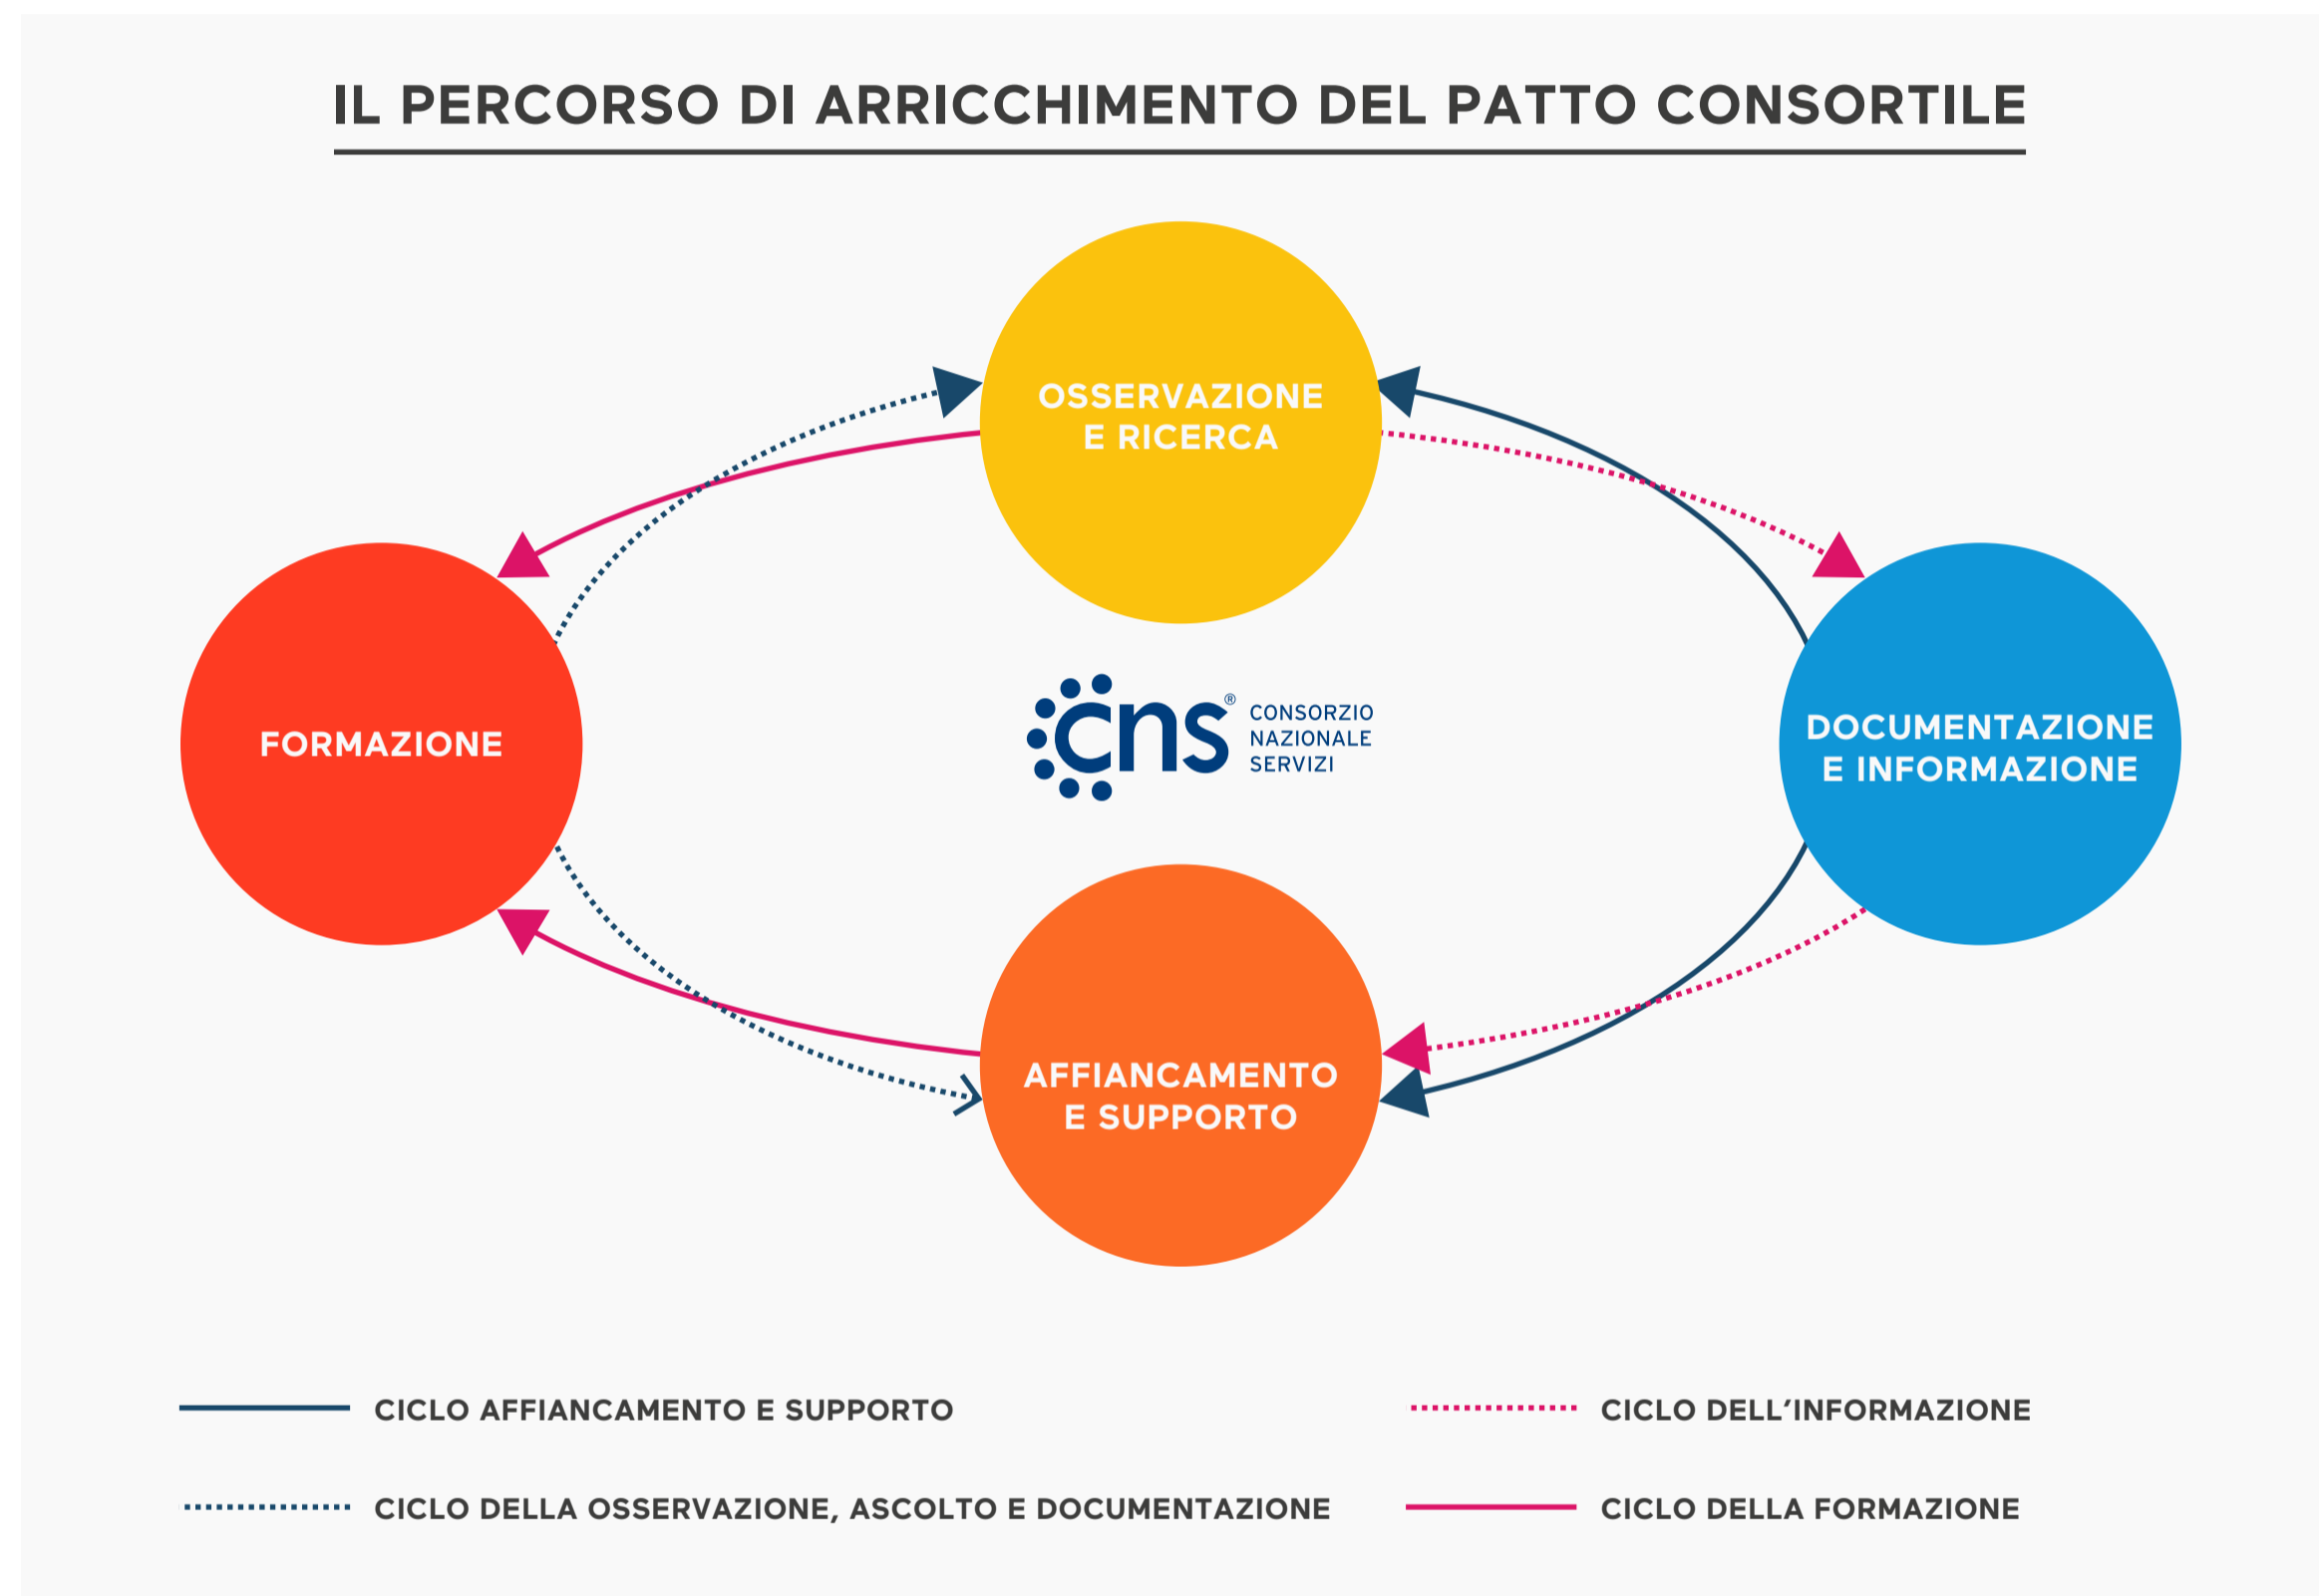 IL PERCORSO DI ARRICCHIMENTO DEL PATTO CONSORTILE
OSSERVAZIONE
E RICERCA
FORMAZIONE
cns®
CONSORZIO
NAZIONALE
SERVIZI
DOCUMENTAZIONE
E INFORMAZIONE
AFFIANCAMENTO
E SUPPORTO
CICLO AFFIANCAMENTO E SUPPORTO
CICLO DELL'INFORMAZIONE
CICLO DELLA OSSERVAZIONE, ASCOLTO E DOCUMENTAZIONE
CICLO DELLA FORMAZIONE